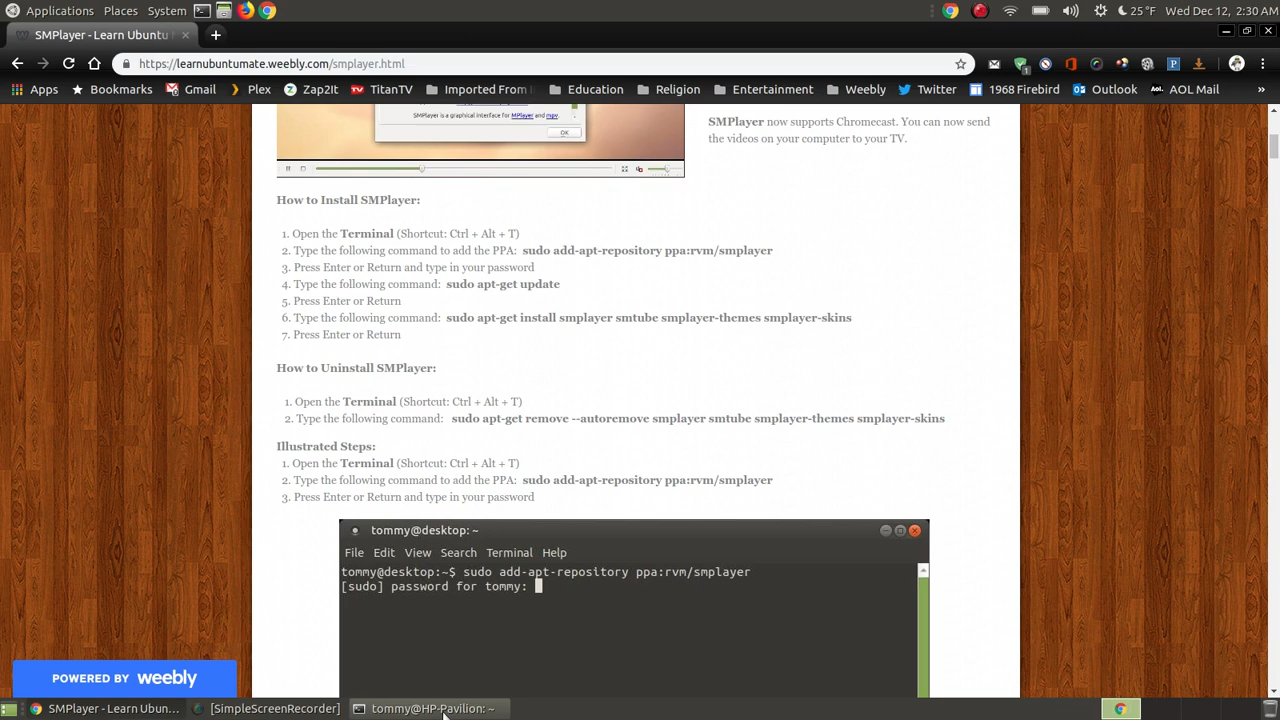 Applications Places System 25 °F Wed Dec 12, 2:30 AM
SMPlayer - Learn Ubuntu
https://learnubuntumate.weebly.com/smplayer.html
Apps Bookmarks Gmail Plex Zap2It TitanTV Imported From Education Religion Entertainment Weebly Twitter 1968 Firebird Outlook AOL Mail »
SMPlayer is a graphical interface for MPlayer and mpv.
OK
SMPlayer now supports Chromecast. You can now send
the videos on your computer to your TV.
How to Install SMPlayer:
1. Open the Terminal (Shortcut: Ctrl + Alt + T)
2. Type the following command to add the PPA: sudo add-apt-repository ppa:rvm/smplayer
3. Press Enter or Return and type in your password
4. Type the following command: sudo apt-get update
5. Press Enter or Return
6. Type the following command: sudo apt-get install smplayer smtube smplayer-themes smplayer-skins
7. Press Enter or Return
How to Uninstall SMPlayer:
1. Open the Terminal (Shortcut: Ctrl + Alt + T)
2. Type the following command: sudo apt-get remove --autoremove smplayer smtube smplayer-themes smplayer-skins
Illustrated Steps:
1. Open the Terminal (Shortcut: Ctrl + Alt + T)
2. Type the following command to add the PPA: sudo add-apt-repository ppa:rvm/smplayer
3. Press Enter or Return and type in your password
tommy@desktop: ~
File Edit View Search Terminal Help
tommy@desktop:~$ sudo add-apt-repository ppa:rvm/smplayer
[sudo] password for tommy:
POWERED BY weebly
SMPlayer - Learn Ubun... [SimpleScreenRecorder] tommy@HP-Pavilion: ~